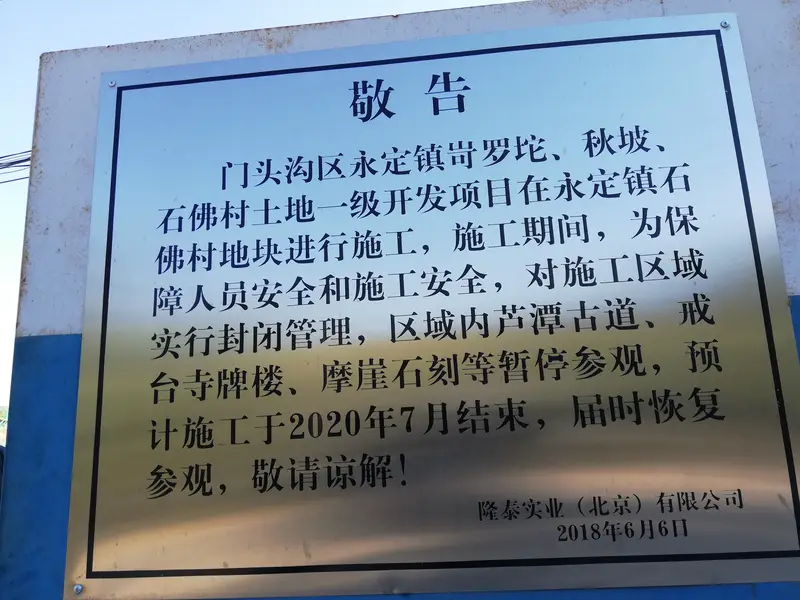 敬告
门头沟区永定镇岢罗坨、秋坡、
石佛村土地一级开发项目在永定镇石
佛村地块进行施工，施工期间，为保
障人员安全和施工安全，对施工区域
实行封闭管理，区域内芦潭古道、戒
台寺牌楼、摩崖石刻等暂停参观，预
计施工于2020年7月结束，届时恢复
参观，敬请谅解！
隆泰实业（北京）有限公司
2018年6月6日